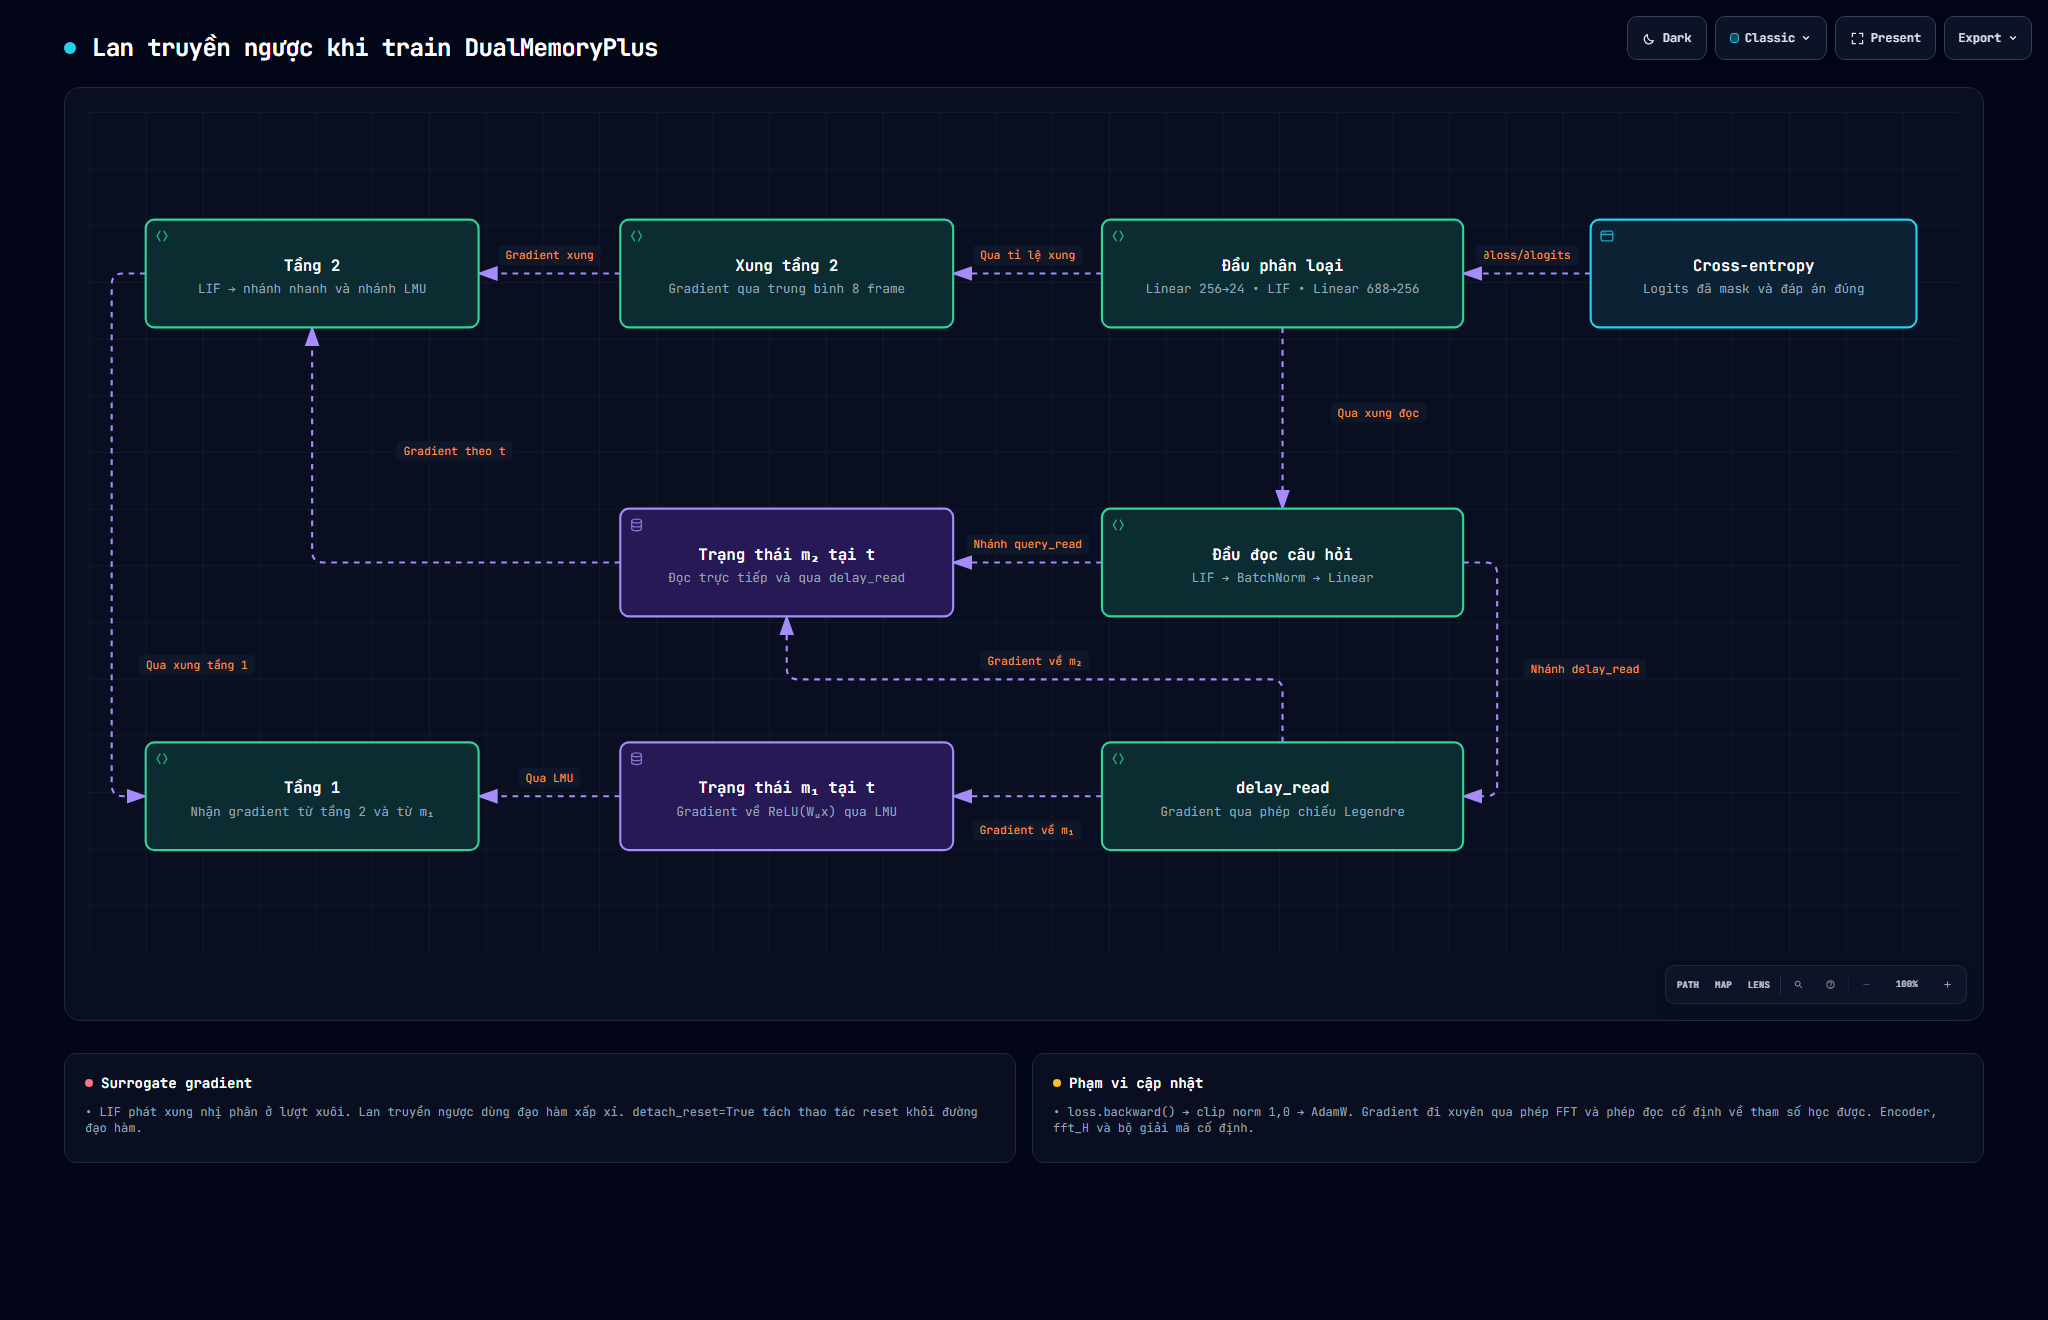 Lan truyền ngược khi train DualMemoryPlus
Dark
Classic
Present
Export
Tầng 2
LIF → nhánh nhanh và nhánh LMU
Gradient xung
Xung tầng 2
Gradient qua trung bình 8 frame
Qua tỉ lệ xung
Đầu phân loại
Linear 256→24 • LIF • Linear 688→256
∂loss/∂logits
Cross-entropy
Logits đã mask và đáp án đúng
Qua xung đọc
Gradient theo t
Trạng thái m₂ tại t
Đọc trực tiếp và qua delay_read
Nhánh query_read
Đầu đọc câu hỏi
LIF → BatchNorm → Linear
Qua xung tầng 1
Gradient về m₂
Nhánh delay_read
Tầng 1
Nhận gradient từ tầng 2 và từ m₁
Qua LMU
Trạng thái m₁ tại t
Gradient về ReLU(Wᵤx) qua LMU
Gradient về m₁
delay_read
Gradient qua phép chiếu Legendre
PATH
MAP
LENS
100%
Surrogate gradient
• LIF phát xung nhị phân ở lượt xuôi. Lan truyền ngược dùng đạo hàm xấp xỉ. detach_reset=True tách thao tác reset khỏi đường
đạo hàm.
Phạm vi cập nhật
• loss.backward() → clip norm 1,0 → AdamW. Gradient đi xuyên qua phép FFT và phép đọc cố định về tham số học được. Encoder,
fft_H và bộ giải mã cố định.